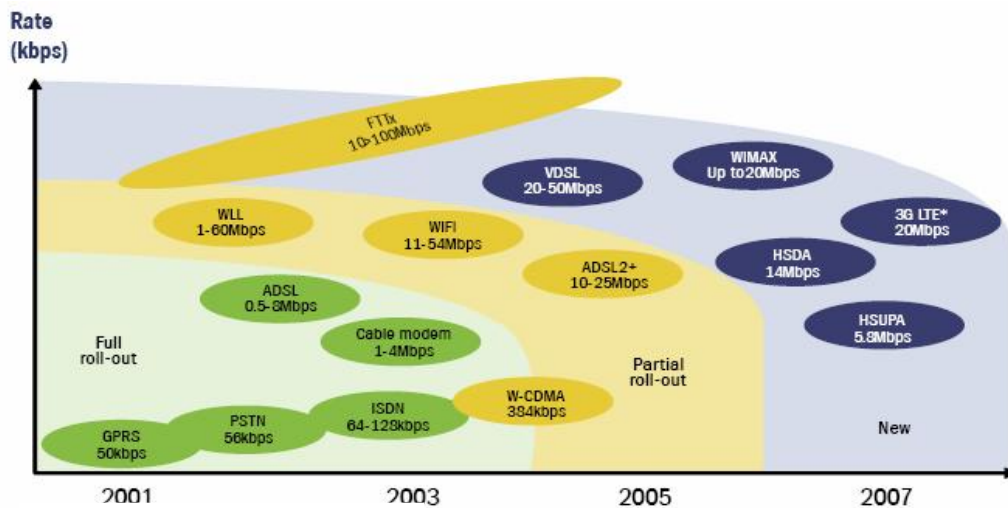 Rate
(kbps)
FTTx
10>100Mbps
VDSL
20-50Mbps
WIMAX
Up to20Mbps
WLL
1-60Mbps
WIFI
11-54Mbps
3G LTE*
20Mbps
ADSL2+
10-25Mbps
HSDA
14Mbps
ADSL
0.5-8Mbps
Cable modem
1-4Mbps
HSUPA
5.8Mbps
Full
roll-out
Partial
roll-out
W-CDMA
384kbps
ISDN
64-128kbps
PSTN
56kbps
GPRS
50kbps
New
2001
2003
2005
2007